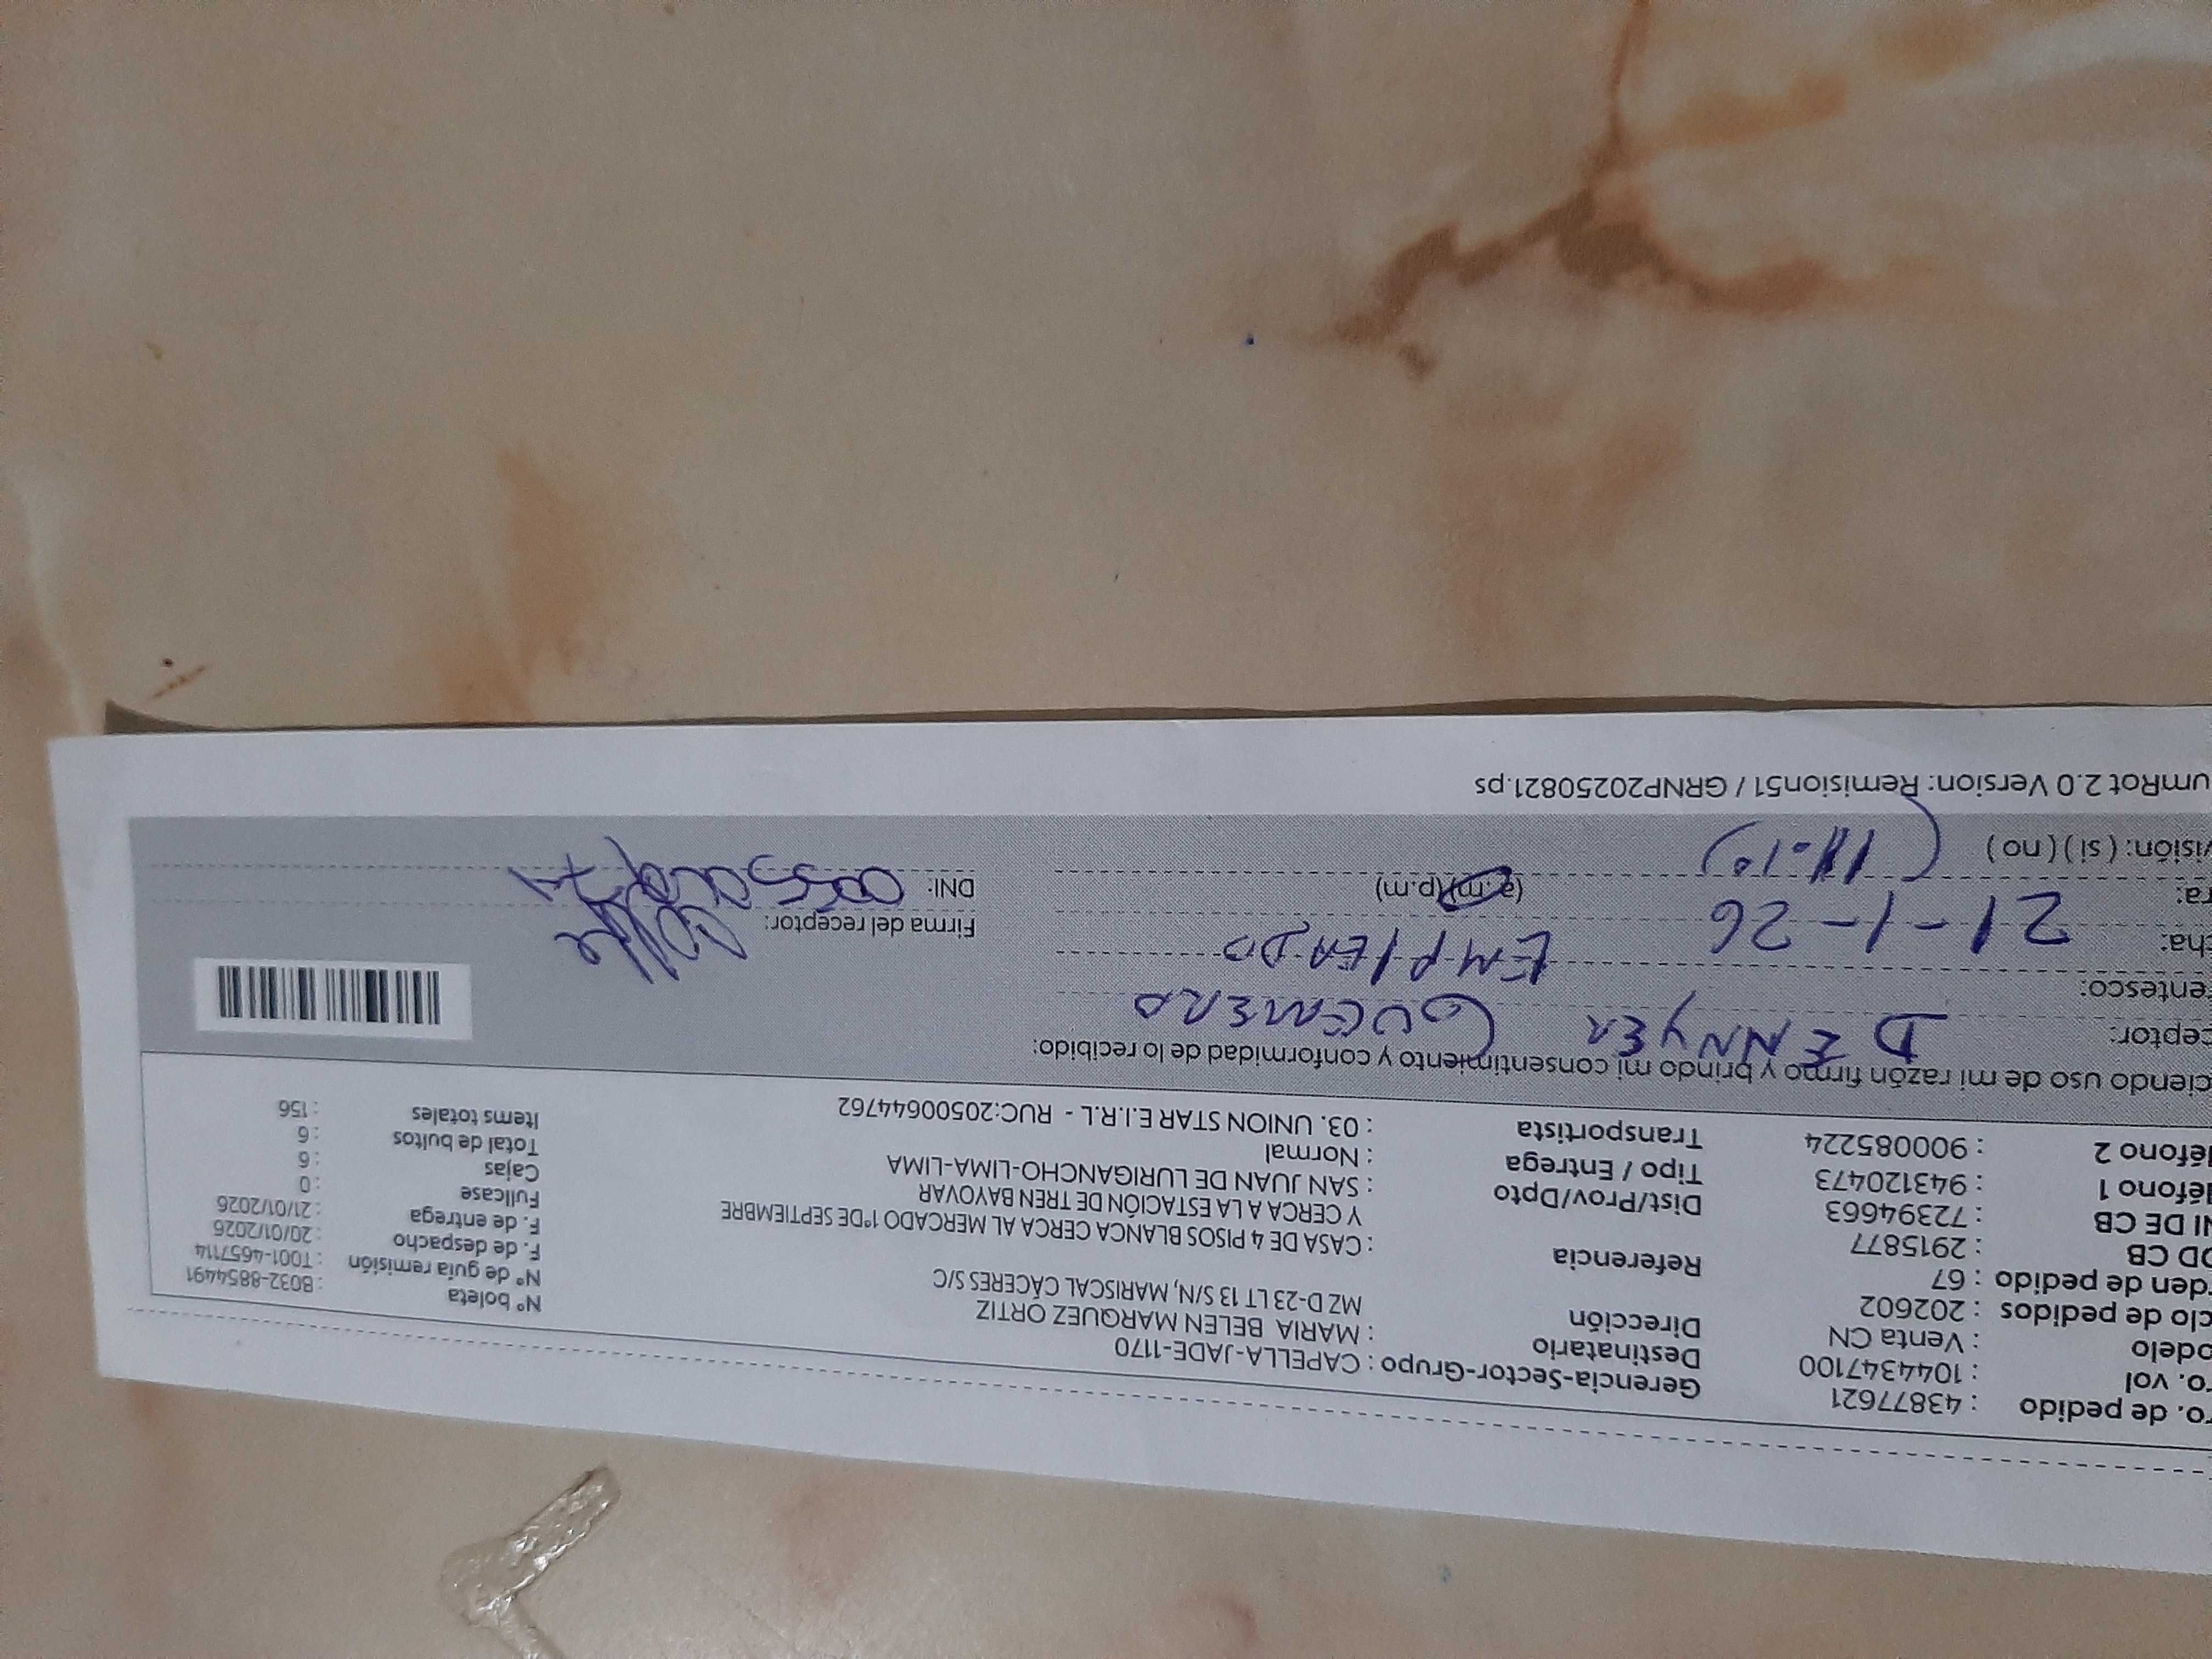 ro. de pedido : 43877621
o. vol : 1044347100
odelo : Venta CN
clo de pedidos : 202602
rden de pedido : 67
OD CB : 2915877
NI DE CB : 72394663
léfono 1 : 943120473
léfono 2 : 900085224
Gerencia-Sector-Grupo : CAPELLA-JADE-1170
Destinatario : MARIA BELEN MARQUEZ ORTIZ
Dirección MZ D-23 LT 13 S/N, MARISCAL CÁCERES S/C
Referencia : CASA DE 4 PISOS BLANCA CERCA AL MERCADO 1° DE SEPTIEMBRE
Y CERCA A LA ESTACIÓN DE TREN BAYOVAR
Dist/Prov/Dpto : SAN JUAN DE LURIGANCHO-LIMA-LIMA
Tipo / Entrega : Normal
Transportista : 03. UNION STAR E.I.R.L - RUC:20500644762
N° boleta : B032-8854491
N° de guía remisión : T001-4657114
F. de despacho : 20/01/2026
F. de entrega : 21/01/2026
Fullcase : 0
Cajas : 6
Total de bultos : 6
Items totales : 156
ciendo uso de mi razón firmo y brindo mi consentimiento y conformidad de lo recibido:
ceptor: DENNYER
entesco: EMPLEADO
cha: 21-1-26
ra: (a.m)(p.m)
visión: ( si ) ( no )
Firma del receptor:
DNI:
umRot 2.0 Version: Remision51 / GRNP20250821.ps